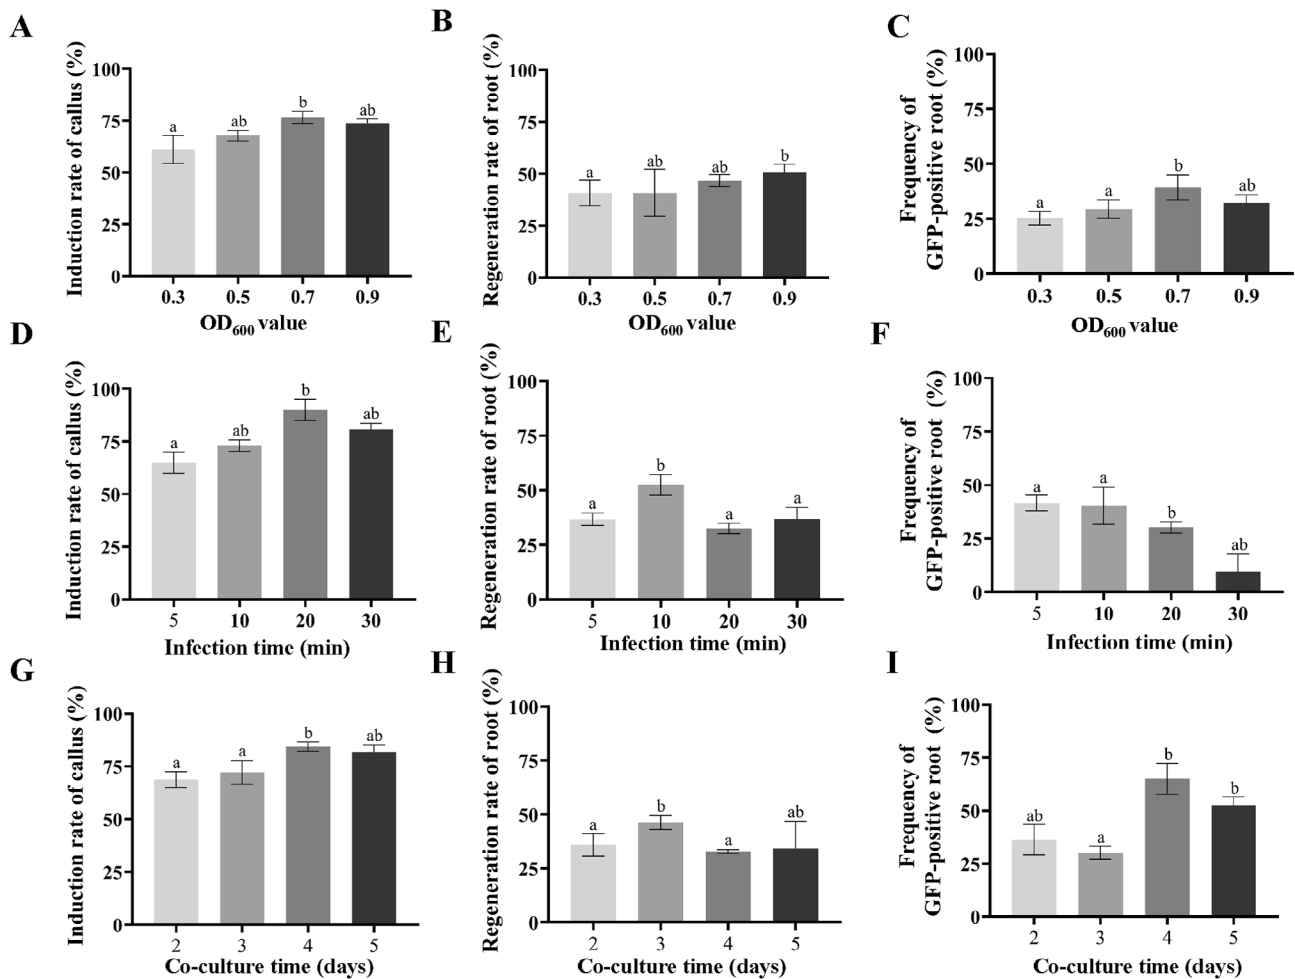 A
Induction rate of callus (%)
100
75
50
25
0
a
ab
b
ab
0.3 0.5 0.7 0.9
OD600 value
B
Regeneration rate of root (%)
100
75
50
25
0
a
ab
ab
b
0.3 0.5 0.7 0.9
OD600 value
C
Frequency of
GFP-positive root (%)
100
75
50
25
0
a
a
b
ab
0.3 0.5 0.7 0.9
OD600 value
D
Induction rate of callus (%)
100
75
50
25
0
a
ab
b
ab
5 10 20 30
Infection time (min)
E
Regeneration rate of root (%)
100
75
50
25
0
a
b
a
a
5 10 20 30
Infection time (min)
F
Frequency of
GFP-positive root (%)
100
75
50
25
0
a
a
b
ab
5 10 20 30
Infection time (min)
G
Induction rate of callus (%)
100
75
50
25
0
a
a
b
ab
2 3 4 5
Co-culture time (days)
H
Regeneration rate of root (%)
100
75
50
25
0
a
b
a
ab
2 3 4 5
Co-culture time (days)
I
Frequency of
GFP-positive root (%)
100
75
50
25
0
ab
a
b
b
2 3 4 5
Co-culture time (days)